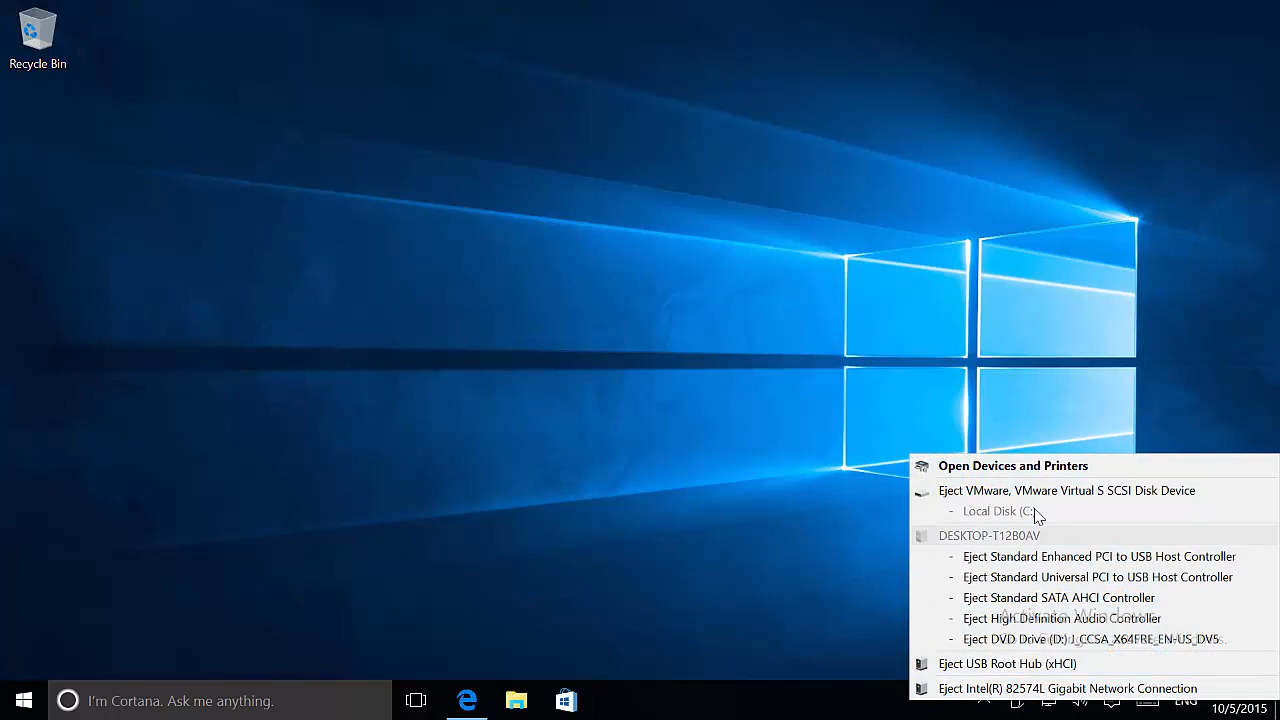 Recycle Bin
Open Devices and Printers
Eject VMware, VMware Virtual S SCSI Disk Device
- Local Disk (C:
DESKTOP-T12B0AV
- Eject Standard Enhanced PCI to USB Host Controller
- Eject Standard Universal PCI to USB Host Controller
- Eject Standard SATA AHCI Controller
Activate Windows
- Eject High Definition Audio Controller
- Eject DVD Drive (D:) J_CCSA_X64FRE_EN-US_DV5
Eject USB Root Hub (xHCI)
Eject Intel(R) 82574L Gigabit Network Connection
I'm Cortana. Ask me anything.
ENG
10/5/2015